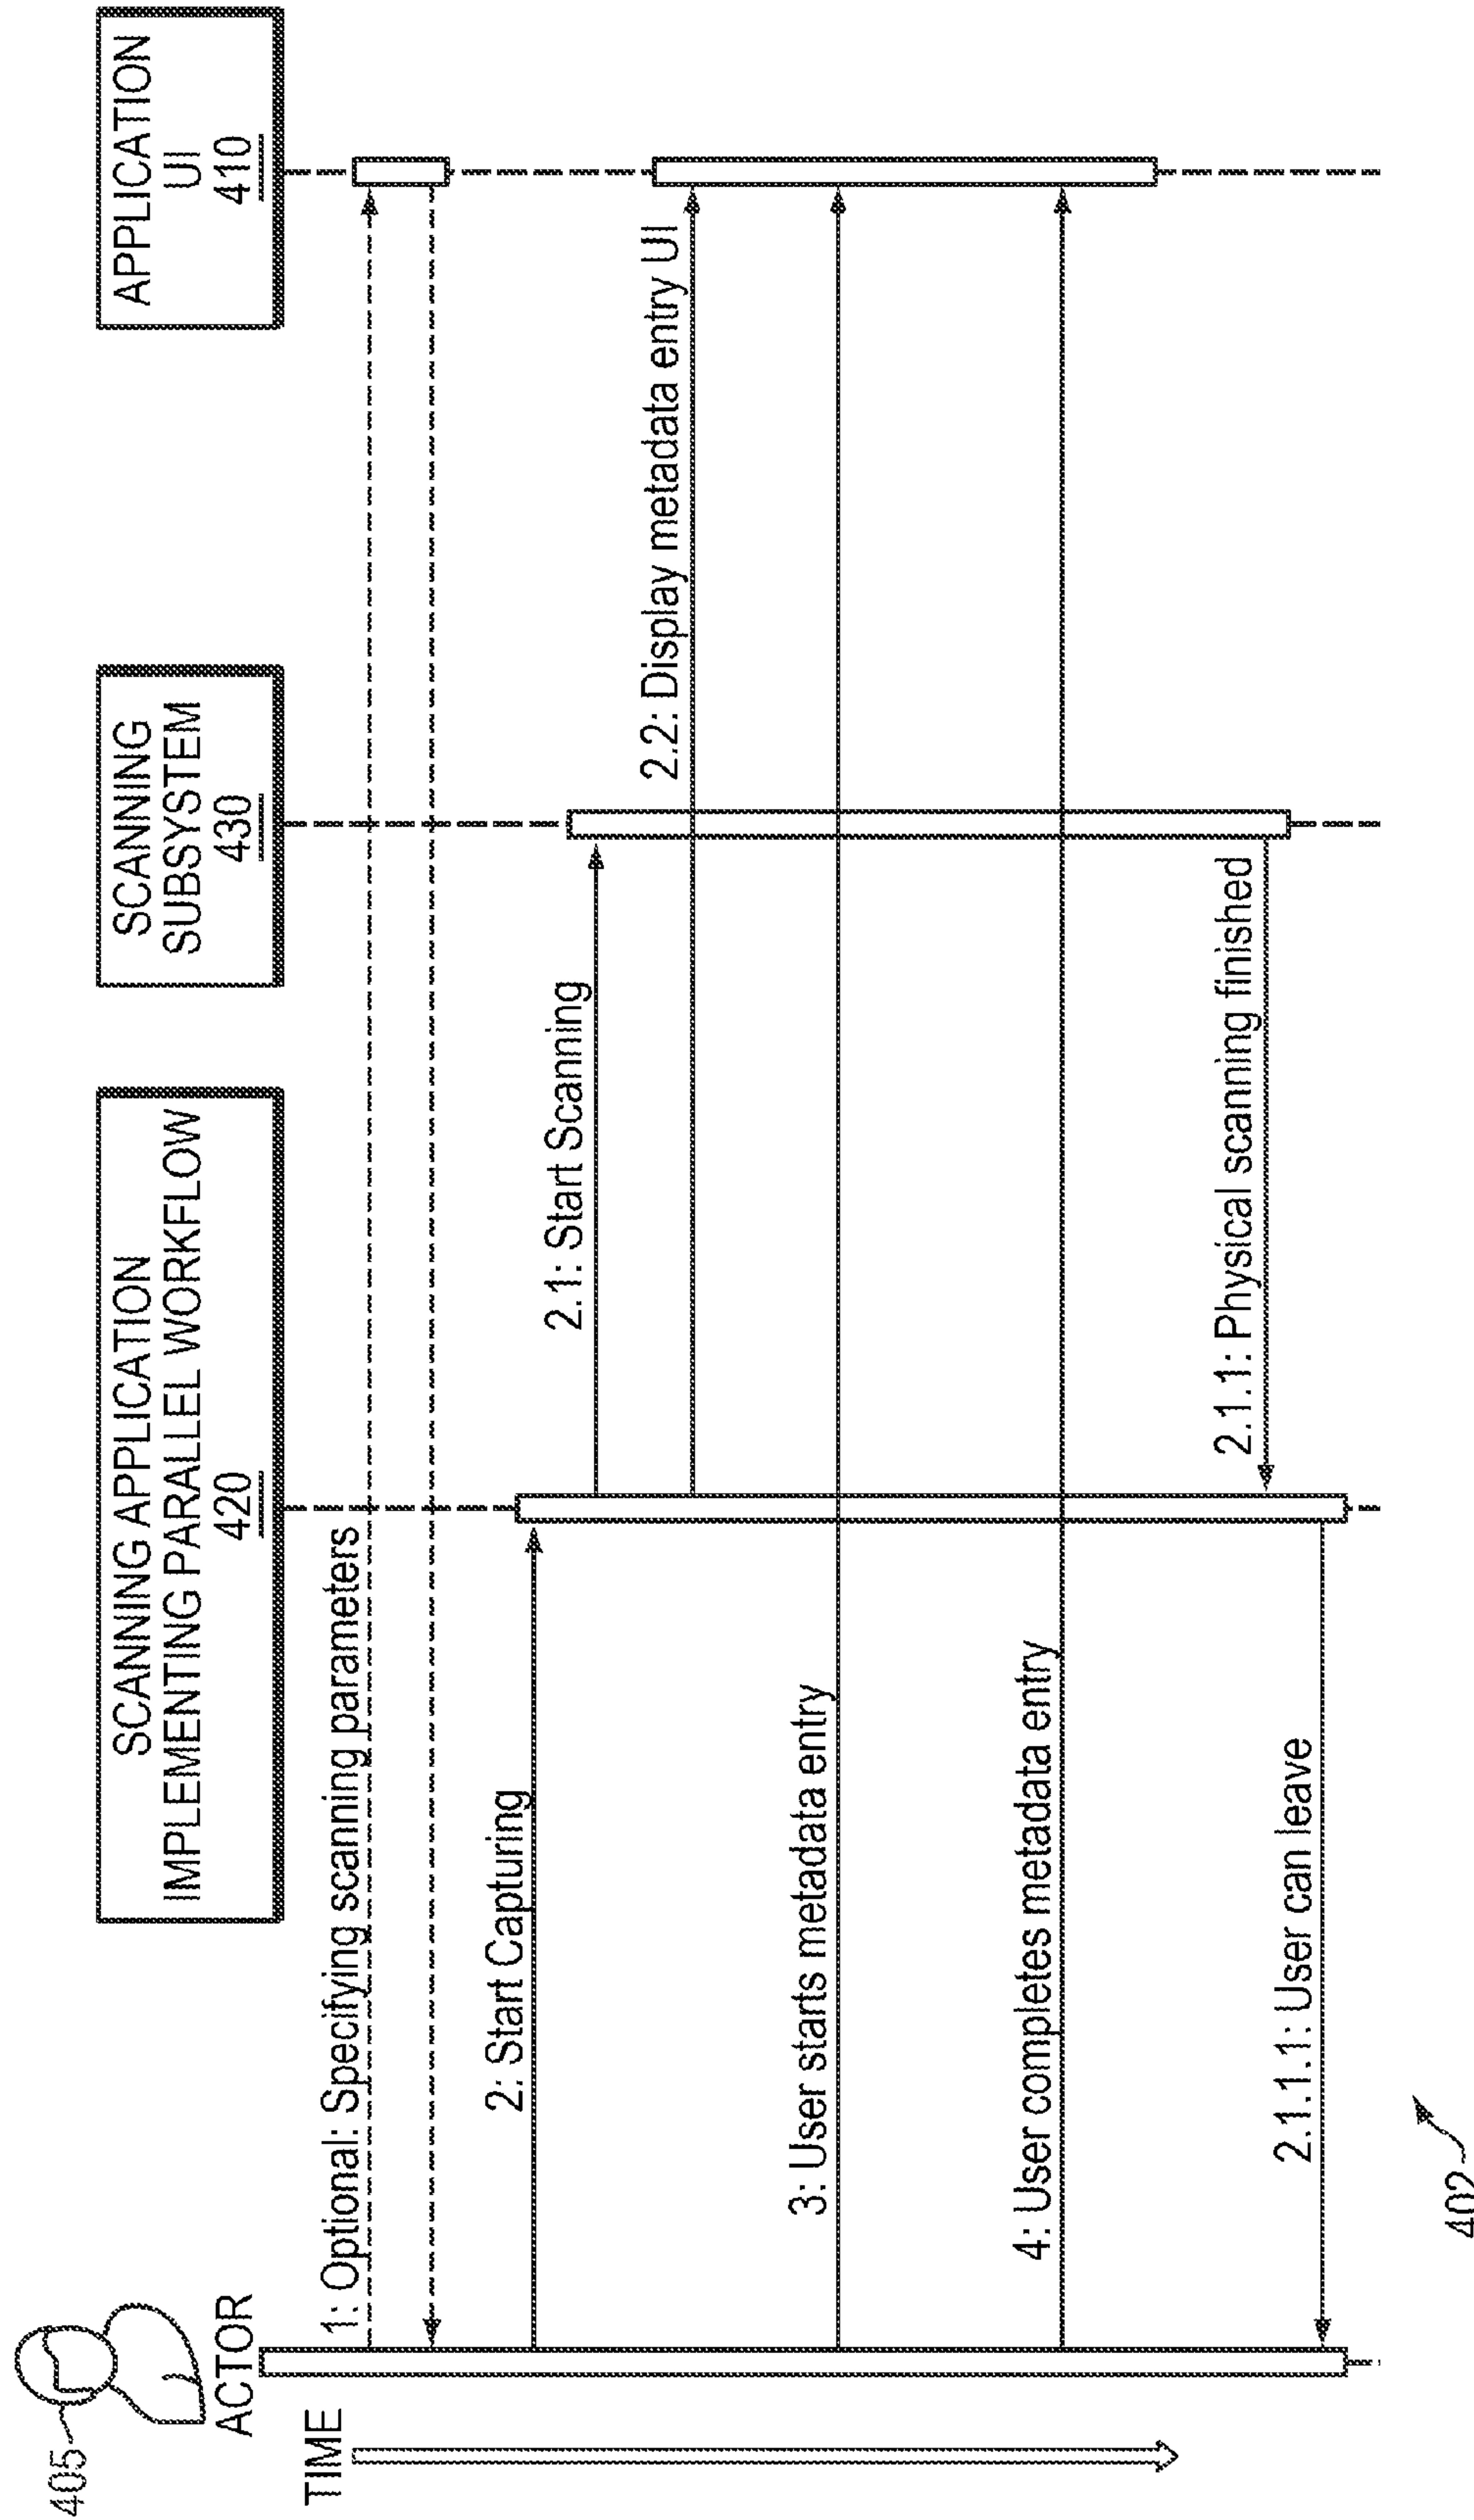 405
ACTOR
SCANNING APPLICATION
IMPLEMENTING PARALLEL WORKFLOW
420
SCANNING
SUBSYSTEM
430
APPLICATION
UI
410
TIME
1: Optional: Specifying scanning parameters
2: Start Capturing
2.1: Start Scanning
2.2: Display metadata entry UI
3: User starts metadata entry
4: User completes metadata entry
2.1.1: Physical scanning finished
2.1.1.1: User can leave
402